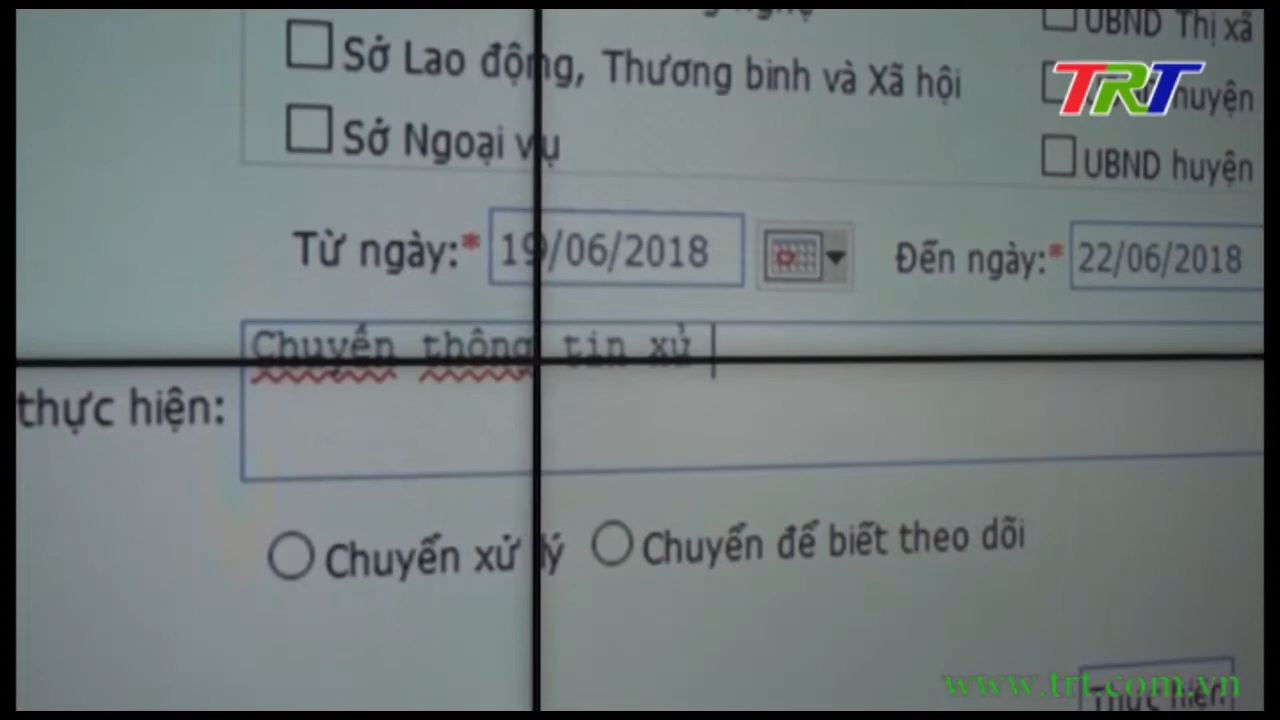 UBND Thị xã
Sở Lao động, Thương binh và Xã hội
TRT
huyện
Sở Ngoại vụ
UBND huyện
Từ ngày:* 19/06/2018
Đến ngày:* 22/06/2018
Chuyển thông tin xử
thực hiện:
Chuyển xử lý
Chuyển để biết theo dõi
Thực hiện
www.trt.com.vn